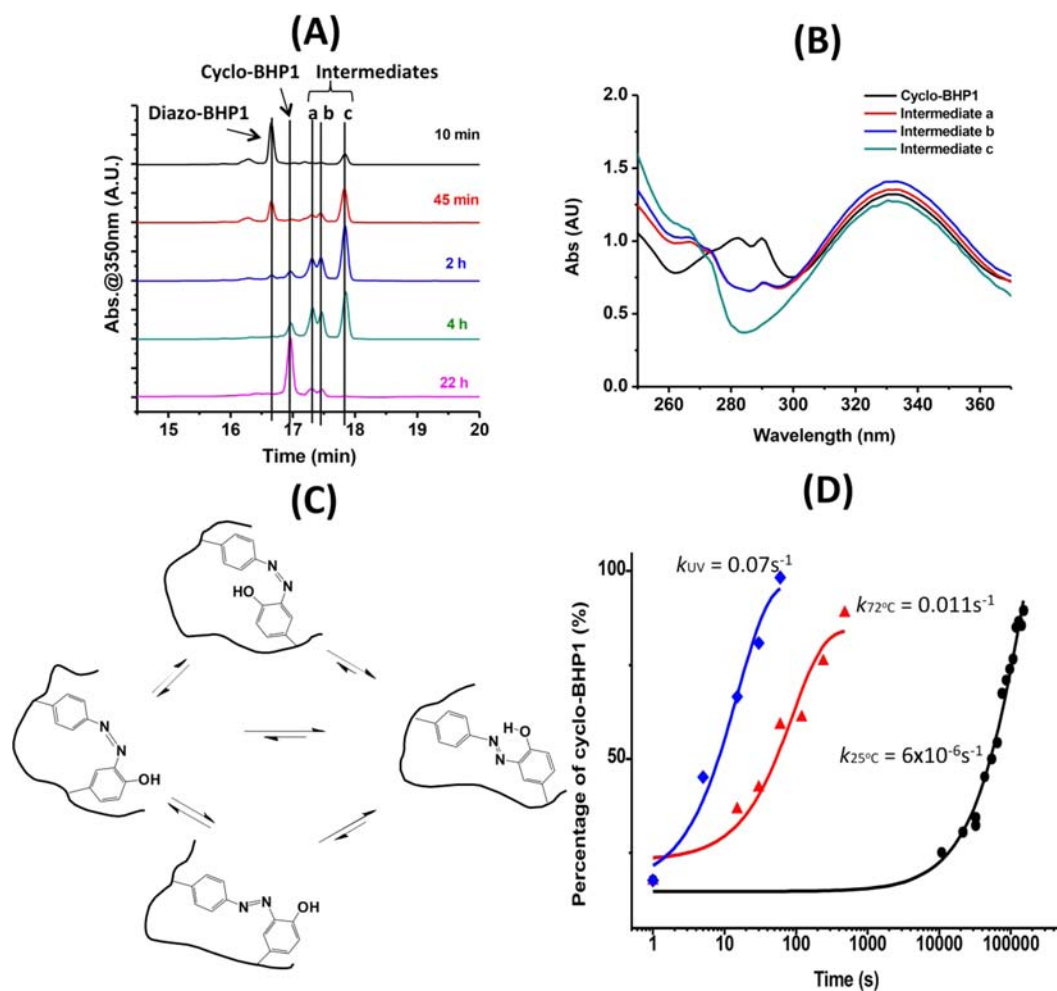 (A)
Cyclo-BHP1 Intermediates
Diazo-BHP1
a b c
10 min
45 min
2 h
4 h
22 h
Abs.@350nm (A.U.)
15 16 17 18 19 20
Time (min)
(B)
Cyclo-BHP1
Intermediate a
Intermediate b
Intermediate c
2.0
1.5
1.0
0.5
0.0
Abs (AU)
260 280 300 320 340 360
Wavelength (nm)
(C)
N
N
HO
N
N
OH
H-O
N
N
N
N
OH
(D)
kUV = 0.07s-1
k72ºC = 0.011s-1
k25ºC = 6x10-6s-1
100
50
Percentage of cyclo-BHP1 (%)
1 10 100 1000 10000 100000
Time (s)